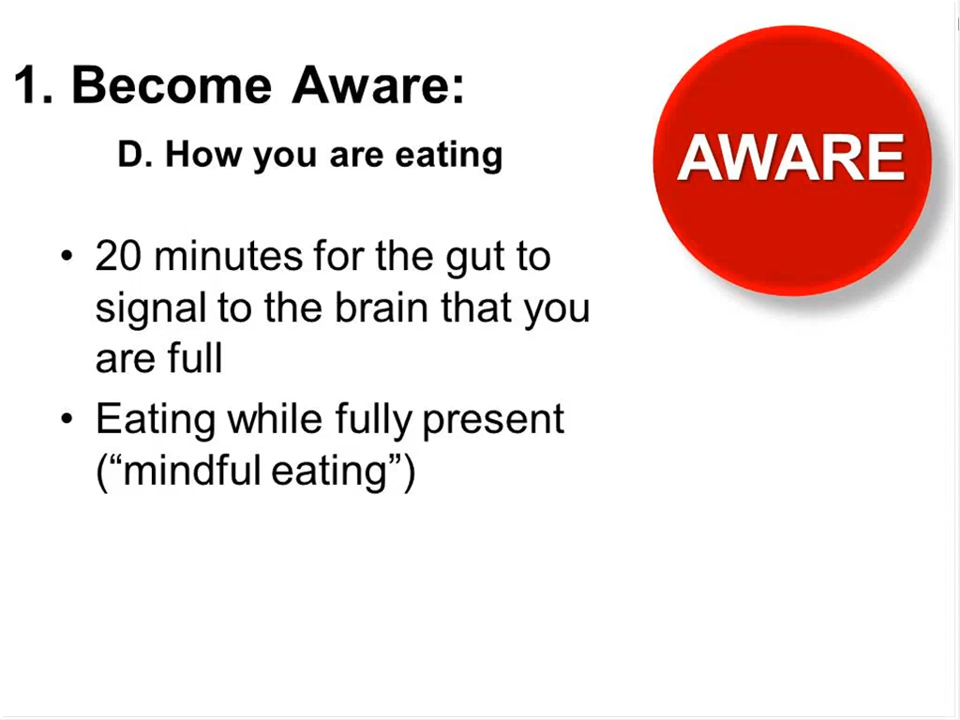 1. Become Aware:
AWARE
D. How you are eating
• 20 minutes for the gut to
signal to the brain that you
are full
• Eating while fully present
(“mindful eating”)